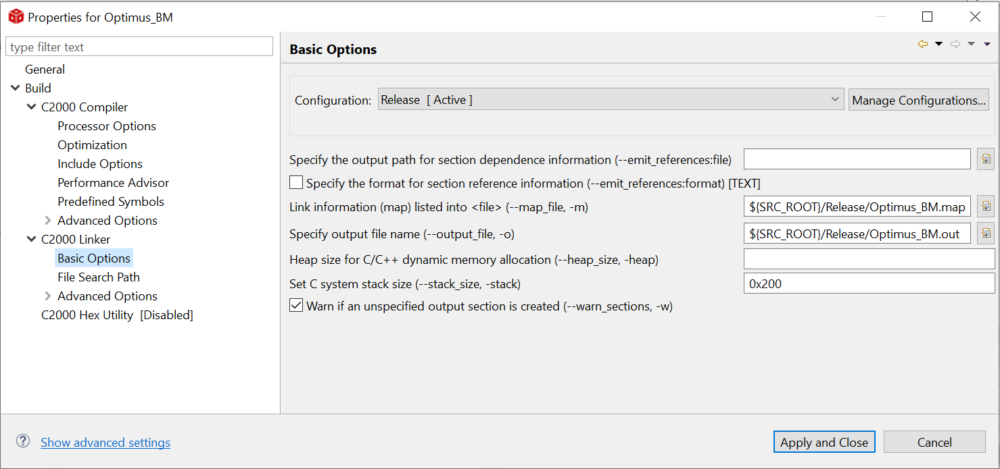 Properties for Optimus_BM
type filter text
General
Build
C2000 Compiler
Processor Options
Optimization
Include Options
Performance Advisor
Predefined Symbols
Advanced Options
C2000 Linker
Basic Options
File Search Path
Advanced Options
C2000 Hex Utility  [Disabled]
Basic Options
Configuration: Release  [ Active ] Manage Configurations...
Specify the output path for section dependence information (--emit_references:file)
Specify the format for section reference information (--emit_references:format) [TEXT]
Link information (map) listed into <file> (--map_file, -m) ${SRC_ROOT}/Release/Optimus_BM.map
Specify output file name (--output_file, -o) ${SRC_ROOT}/Release/Optimus_BM.out
Heap size for C/C++ dynamic memory allocation (--heap_size, -heap)
Set C system stack size (--stack_size, -stack) 0x200
Warn if an unspecified output section is created (--warn_sections, -w)
? Show advanced settings
Apply and Close Cancel